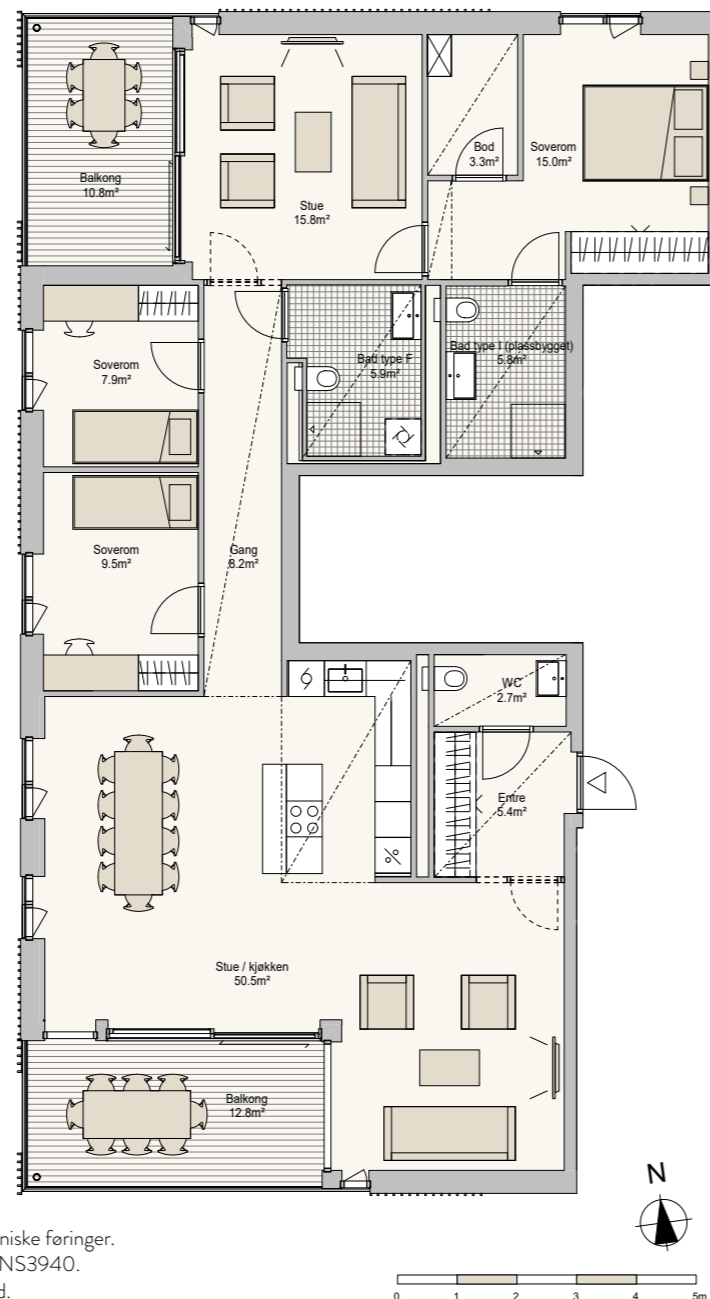 Balkong
10.8m²
Stue
15.8m²
Bod
3.3m²
Soverom
15.0m²
Soverom
7.9m²
Bad type F
5.9m²
Bad type I (plassbygget)
5.8m²
Soverom
9.5m²
Gang
8.2m²
WC
2.7m²
Entre
5.4m²
Stue / kjøkken
50.5m²
Balkong
12.8m²
N
niske føringer.
NS3940.
d.
0 1 2 3 4 5m